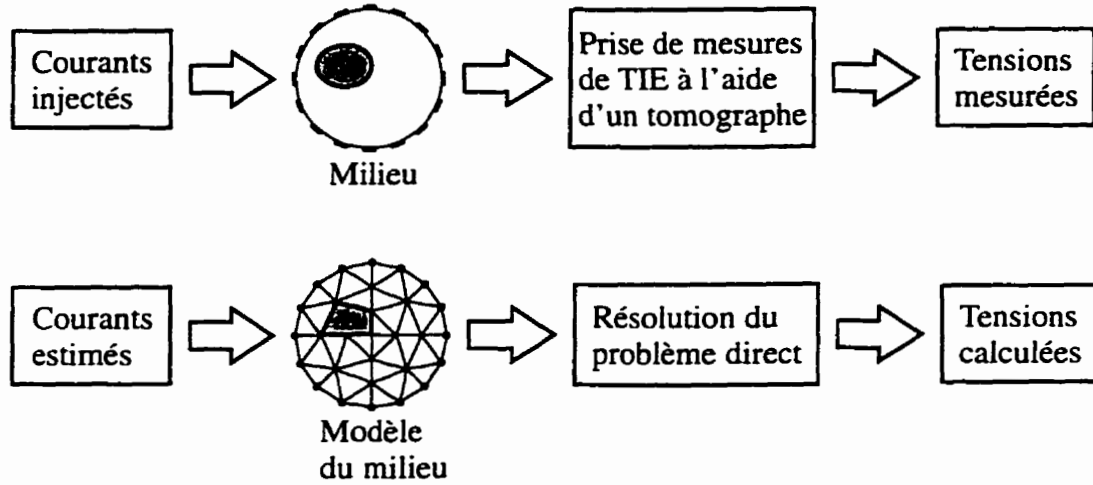 Courants
injectés
Milieu
Prise de mesures
de TIE à l'aide
d'un tomographe
Tensions
mesurées
Courants
estimés
Modèle
du milieu
Résolution du
problème direct
Tensions
calculées